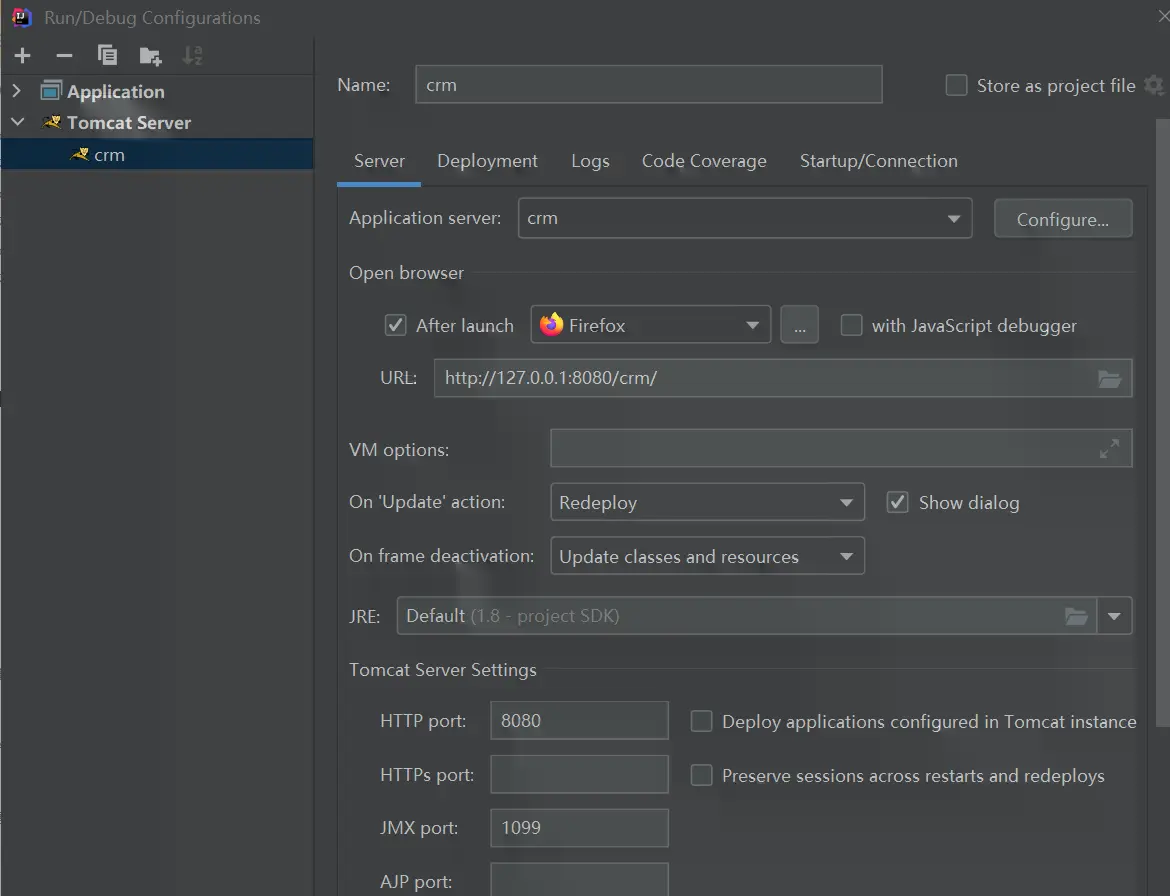 Run/Debug Configurations
Application
Tomcat Server
crm
Name: crm
Store as project file
Server Deployment Logs Code Coverage Startup/Connection
Application server: crm Configure...
Open browser
After launch Firefox ... with JavaScript debugger
URL: http://127.0.0.1:8080/crm/
VM options:
On 'Update' action: Redeploy Show dialog
On frame deactivation: Update classes and resources
JRE: Default (1.8 - project SDK)
Tomcat Server Settings
HTTP port: 8080 Deploy applications configured in Tomcat instance
HTTPs port: Preserve sessions across restarts and redeploys
JMX port: 1099
AJP port: